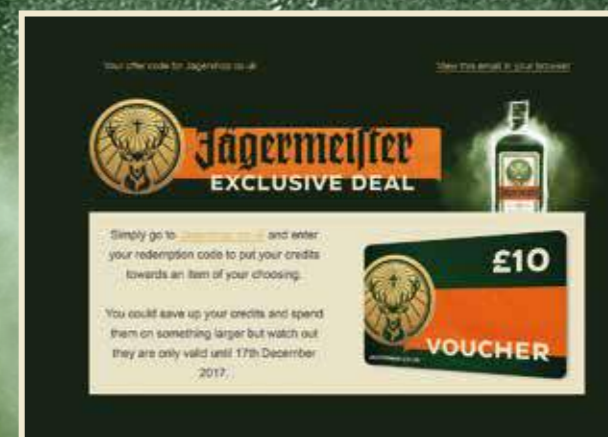 Your offer code for Jagershop.co.uk
View this email in your browser
Jägermeister
EXCLUSIVE DEAL
Simply go to and enter
your redemption code to put your credits
towards an item of your choosing.
You could save up your credits and spend
them on something larger but watch out
they are only valid until 17th December
2017.
£10
VOUCHER